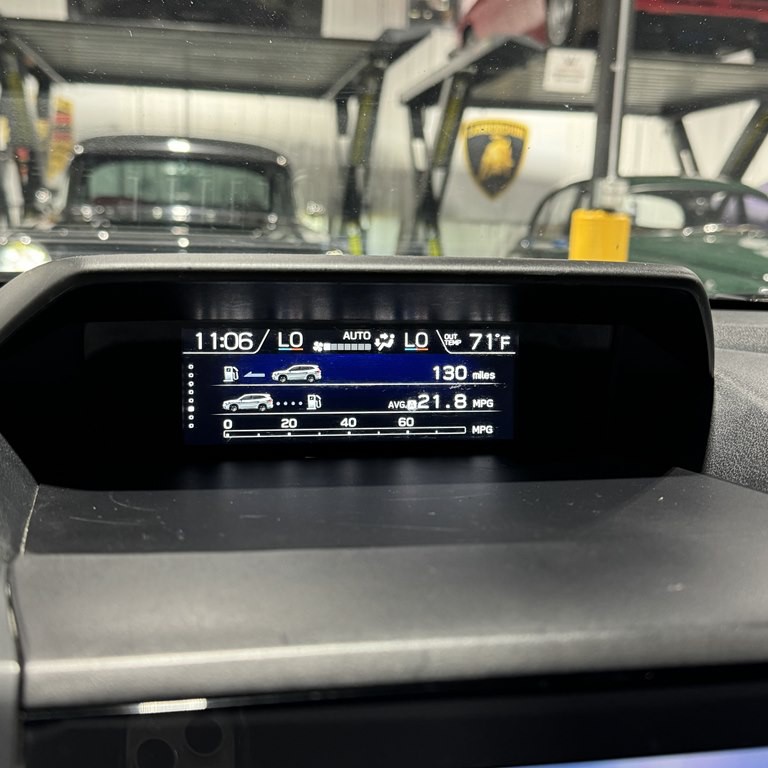 LAMBORGHINI
11:06 LO AUTO LO OUT TEMP 71°F
130 miles
AVG. A 21.8 MPG
0 20 40 60
MPG